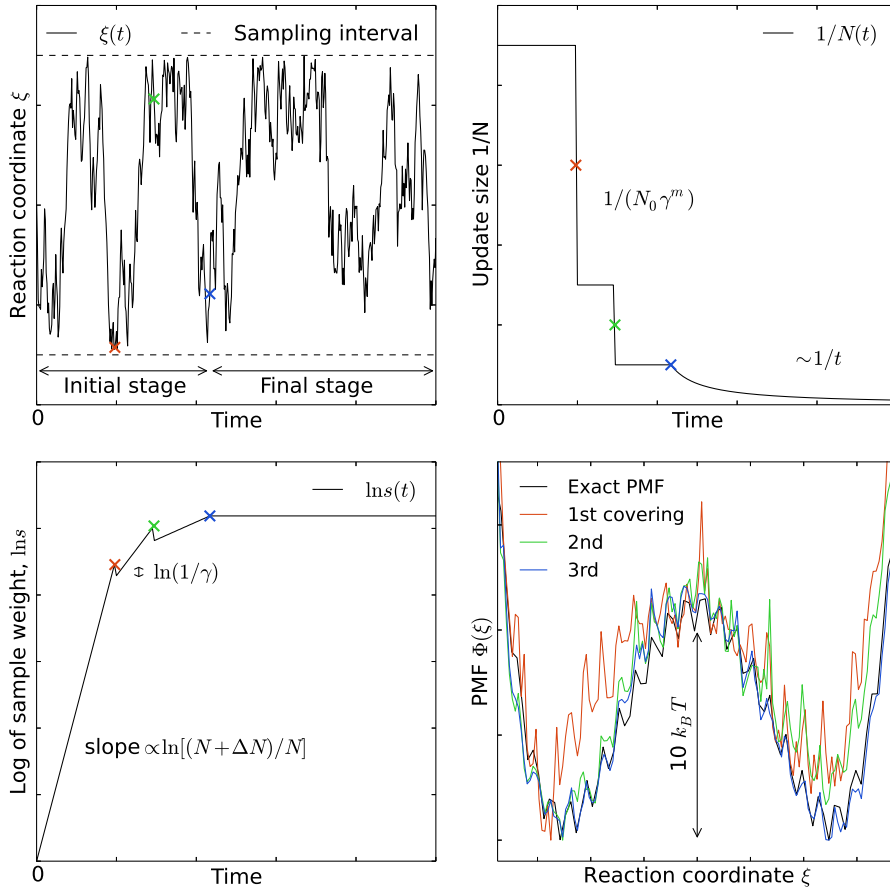 ξ(t)
Sampling interval
Reaction coordinate ξ
Initial stage
Final stage
0
Time
1/N(t)
Update size 1/N
1/(N₀γᵐ)
~1/t
0
Time
ln s(t)
Log of sample weight, ln s
ln(1/γ)
slope ∝ ln[(N+ΔN)/N]
0
Time
Exact PMF
1st covering
2nd
3rd
PMF Φ(ξ)
10 k_B T
Reaction coordinate ξ